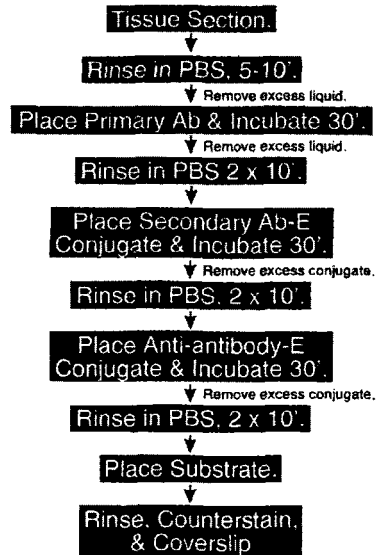 Tissue Section.
Rinse in PBS, 5-10'.
Remove excess liquid.
Place Primary Ab & Incubate 30'.
Remove excess liquid.
Rinse in PBS 2 x 10'.
Place Secondary Ab-E
Conjugate & Incubate 30'.
Remove excess conjugate.
Rinse in PBS, 2 x 10'.
Place Anti-antibody-E
Conjugate & Incubate 30'.
Remove excess conjugate.
Rinse in PBS, 2 x 10'.
Place Substrate.
Rinse, Counterstain,
& Coverslip